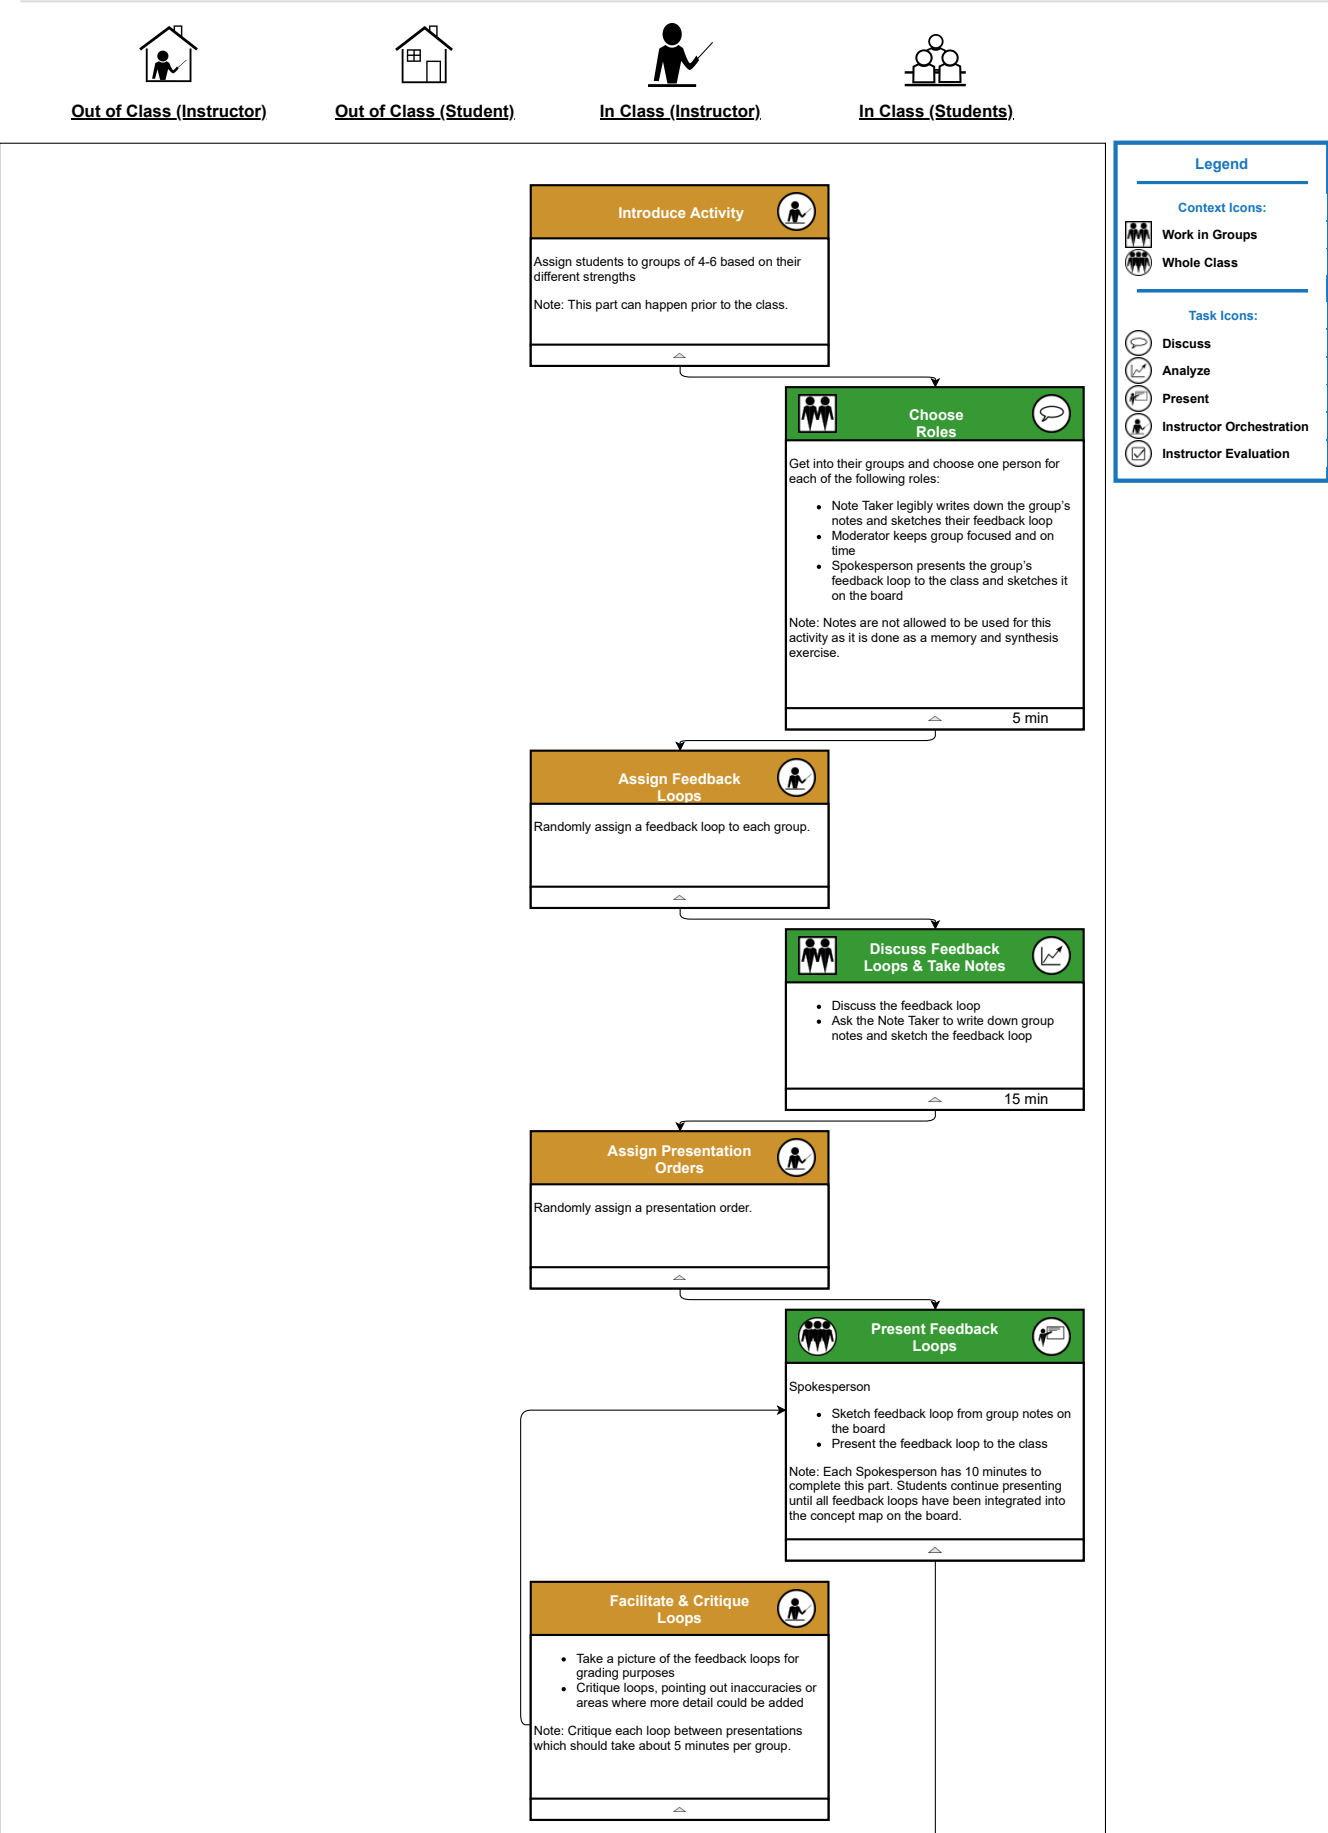 Out of Class (Instructor)
Out of Class (Student)
In Class (Instructor)
In Class (Students)
Legend
Context Icons:
Work in Groups
Whole Class
Task Icons:
Discuss
Analyze
Present
Instructor Orchestration
Instructor Evaluation
Introduce Activity
Assign students to groups of 4-6 based on their
different strengths
Note: This part can happen prior to the class.
Choose
Roles
Get into their groups and choose one person for
each of the following roles:
• Note Taker legibly writes down the group's
notes and sketches their feedback loop
• Moderator keeps group focused and on
time
• Spokesperson presents the group's
feedback loop to the class and sketches it
on the board
Note: Notes are not allowed to be used for this
activity as it is done as a memory and synthesis
exercise.
5 min
Assign Feedback
Loops
Randomly assign a feedback loop to each group.
Discuss Feedback
Loops & Take Notes
• Discuss the feedback loop
• Ask the Note Taker to write down group
notes and sketch the feedback loop
15 min
Assign Presentation
Orders
Randomly assign a presentation order.
Present Feedback
Loops
Spokesperson
• Sketch feedback loop from group notes on
the board
• Present the feedback loop to the class
Note: Each Spokesperson has 10 minutes to
complete this part. Students continue presenting
until all feedback loops have been integrated into
the concept map on the board.
Facilitate & Critique
Loops
• Take a picture of the feedback loops for
grading purposes
• Critique loops, pointing out inaccuracies or
areas where more detail could be added
Note: Critique each loop between presentations
which should take about 5 minutes per group.